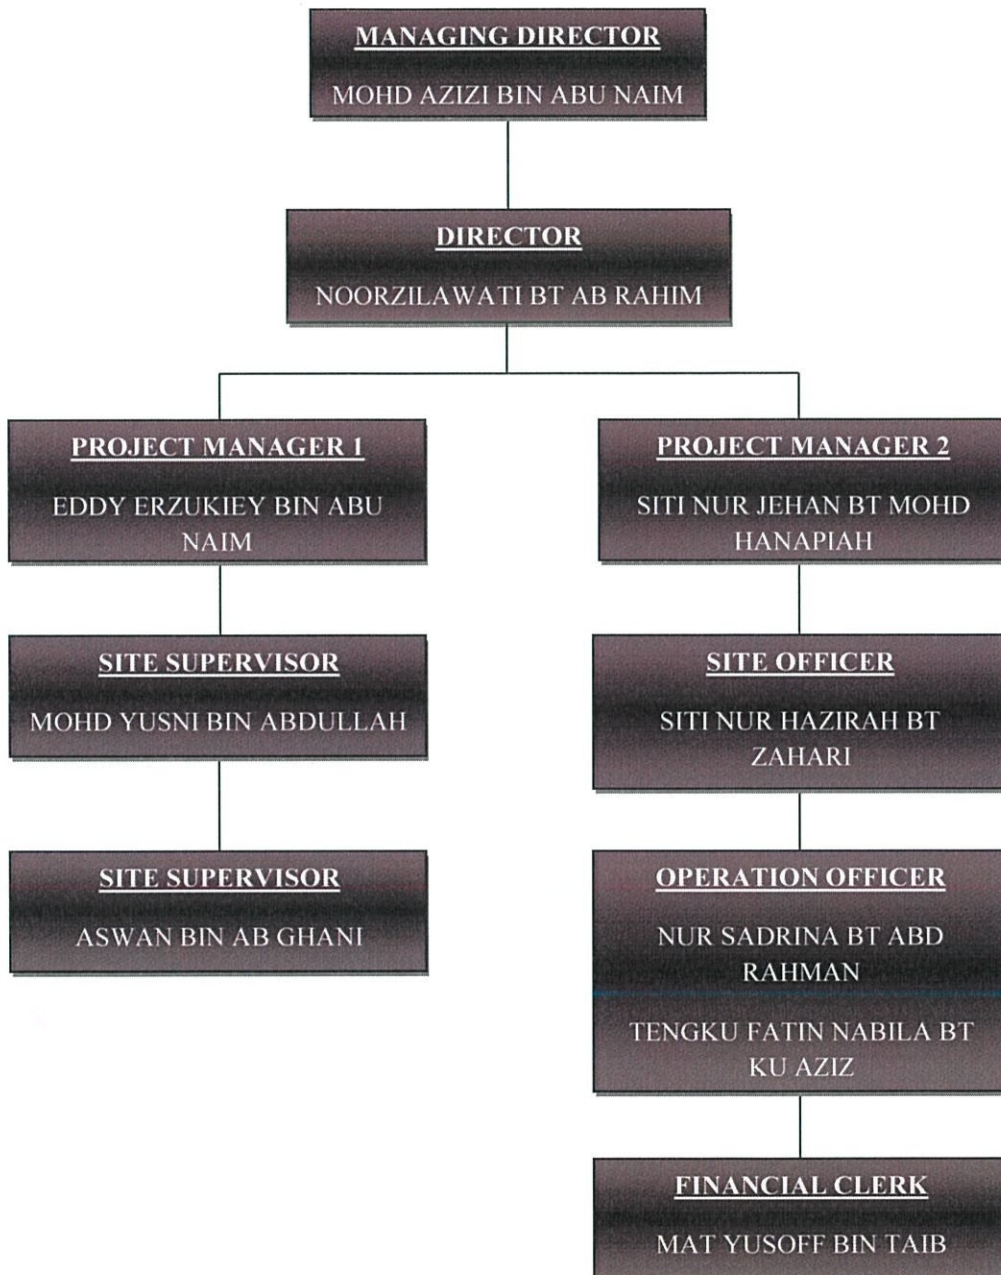 MANAGING DIRECTOR
MOHD AZIZI BIN ABU NAIM
DIRECTOR
NOORZILAWATI BT AB RAHIM
PROJECT MANAGER 1
EDDY ERZUKIEY BIN ABU
NAIM
SITE SUPERVISOR
MOHD YUSNI BIN ABDULLAH
SITE SUPERVISOR
ASWAN BIN AB GHANI
PROJECT MANAGER 2
SITI NUR JEHAN BT MOHD
HANAPIAH
SITE OFFICER
SITI NUR HAZIRAH BT
ZAHARI
OPERATION OFFICER
NUR SADRINA BT ABD
RAHMAN
TENGKU FATIN NABILA BT
KU AZIZ
FINANCIAL CLERK
MAT YUSOFF BIN TAIB